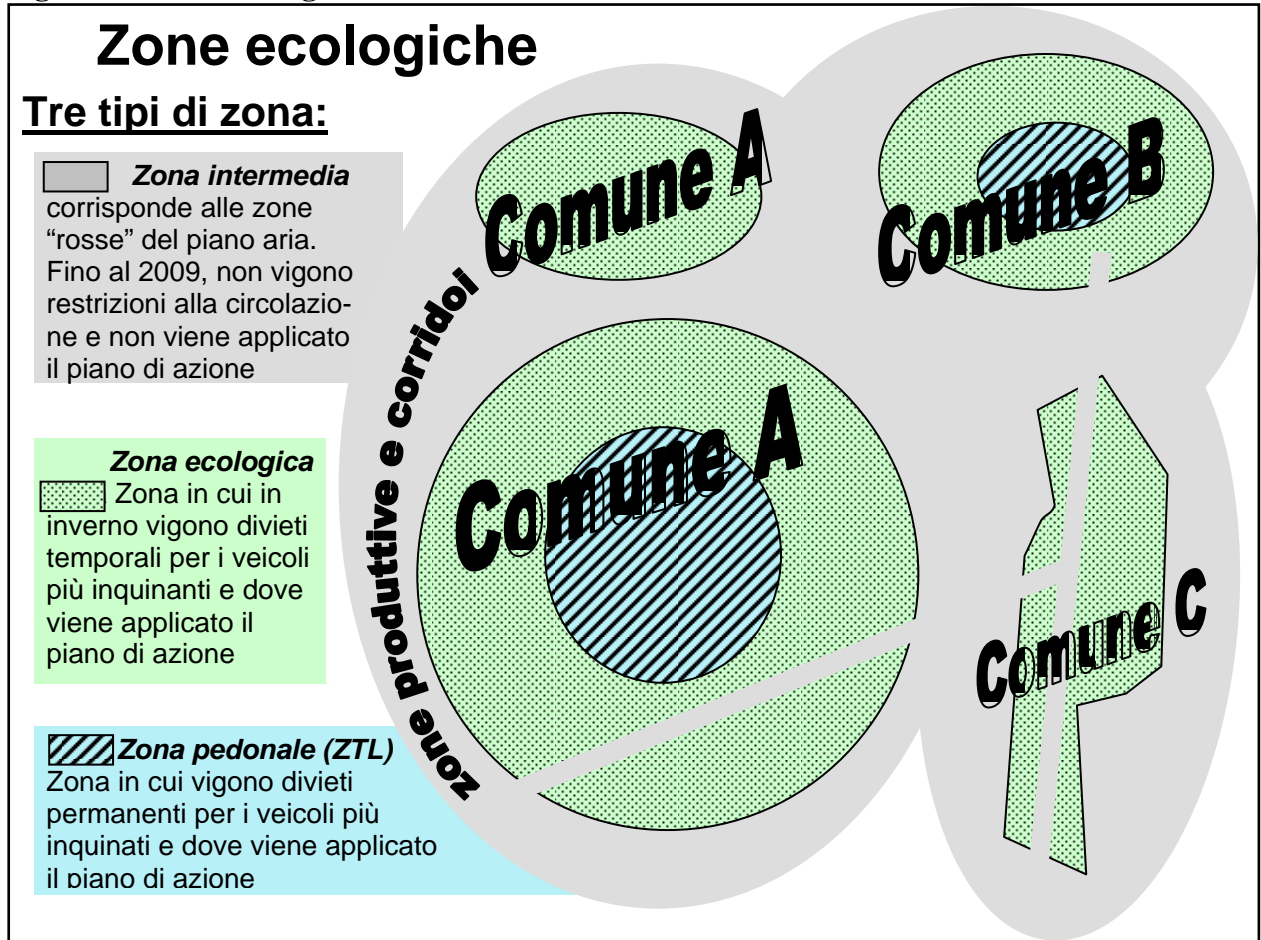 Zone ecologiche
Tre tipi di zona:
Zona intermedia
corrisponde alle zone
“rosse” del piano aria.
Fino al 2009, non vigono
restrizioni alla circolazio-
ne e non viene applicato
il piano di azione
Zona ecologica
Zona in cui in
inverno vigono divieti
temporali per i veicoli
più inquinanti e dove
viene applicato il
piano di azione
Zona pedonale (ZTL)
Zona in cui vigono divieti
permanenti per i veicoli più
inquinati e dove viene applicato
il piano di azione
zone produttive e corridoi
Comune A
Comune B
Comune A
Comune C